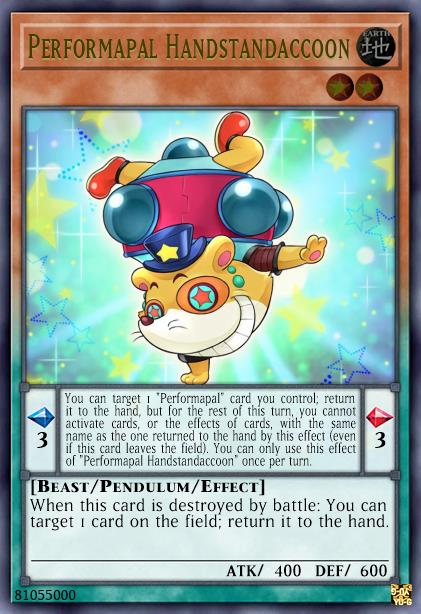 PERFORMAPAL HANDSTANDACCOON
EARTH
地
You can target 1 "Performapal" card you control; return
it to the hand, but for the rest of this turn, you cannot
activate cards, or the effects of cards, with the same
name as the one returned to the hand by this effect (even
if this card leaves the field). You can only use this effect
of "Performapal Handstandaccoon" once per turn.
3
3
[BEAST/PENDULUM/EFFECT]
When this card is destroyed by battle: You can
target 1 card on the field; return it to the hand.
ATK/ 400 DEF/ 600
81055000